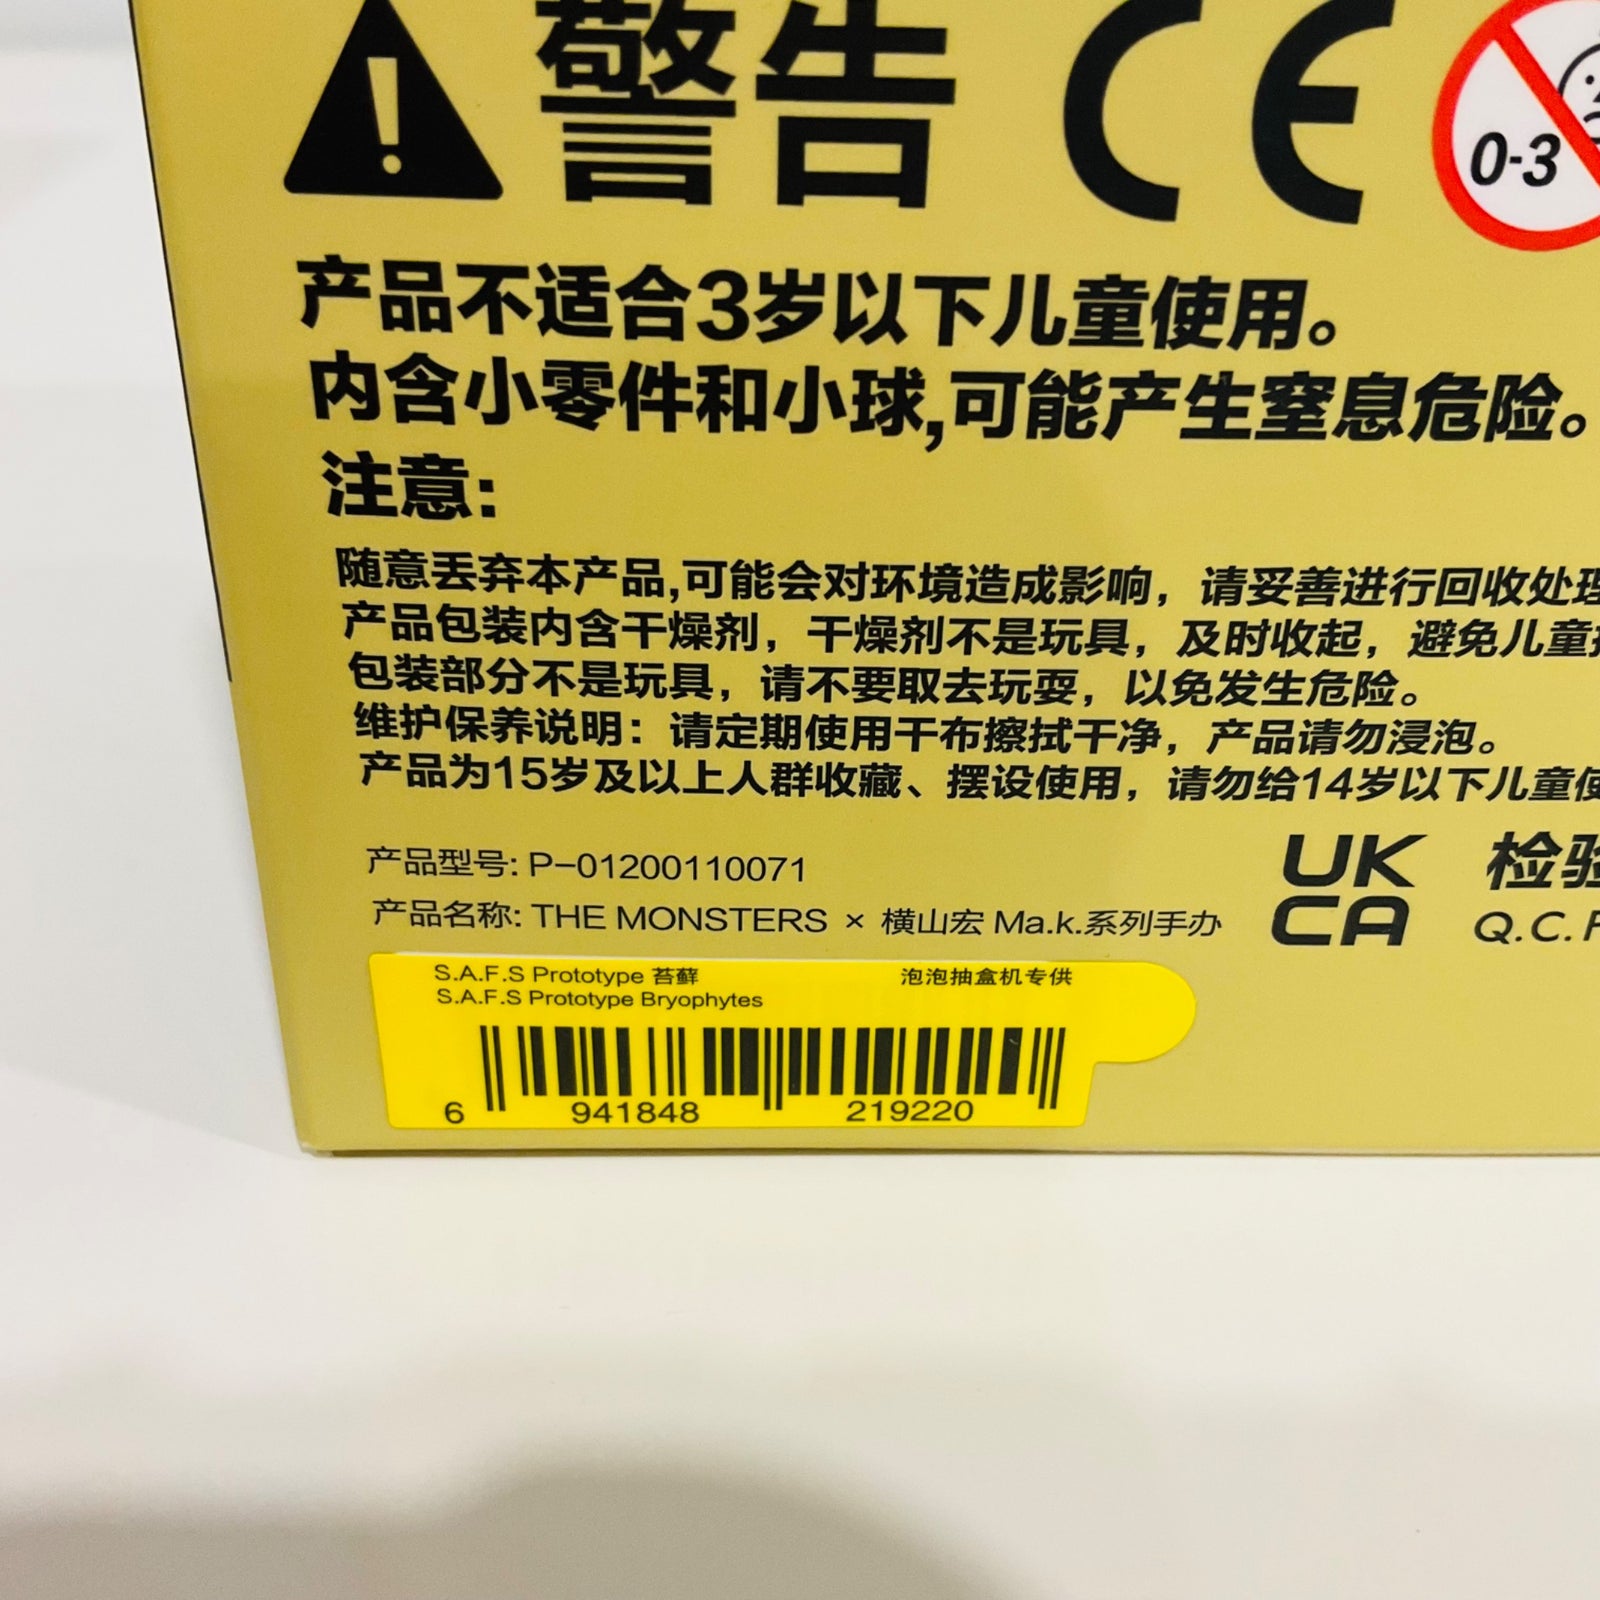 警告 CE 0-3
产品不适合3岁以下儿童使用。
内含小零件和小球,可能产生窒息危险。
注意:
随意丢弃本产品,可能会对环境造成影响，请妥善进行回收处理
产品包装内含干燥剂，干燥剂不是玩具，及时收起，避免儿童
包装部分不是玩具，请不要取去玩耍，以免发生危险。
维护保养说明：请定期使用干布擦拭干净，产品请勿浸泡。
产品为15岁及以上人群收藏、摆设使用，请勿给14岁以下儿童使
产品型号: P-01200110071
产品名称: THE MONSTERS × 横山宏 Ma.k.系列手办
UK
CA
检验
Q.C.
S.A.F.S Prototype 苔藓 泡泡抽盒机专供
S.A.F.S Prototype Bryophytes
6 941848 219220